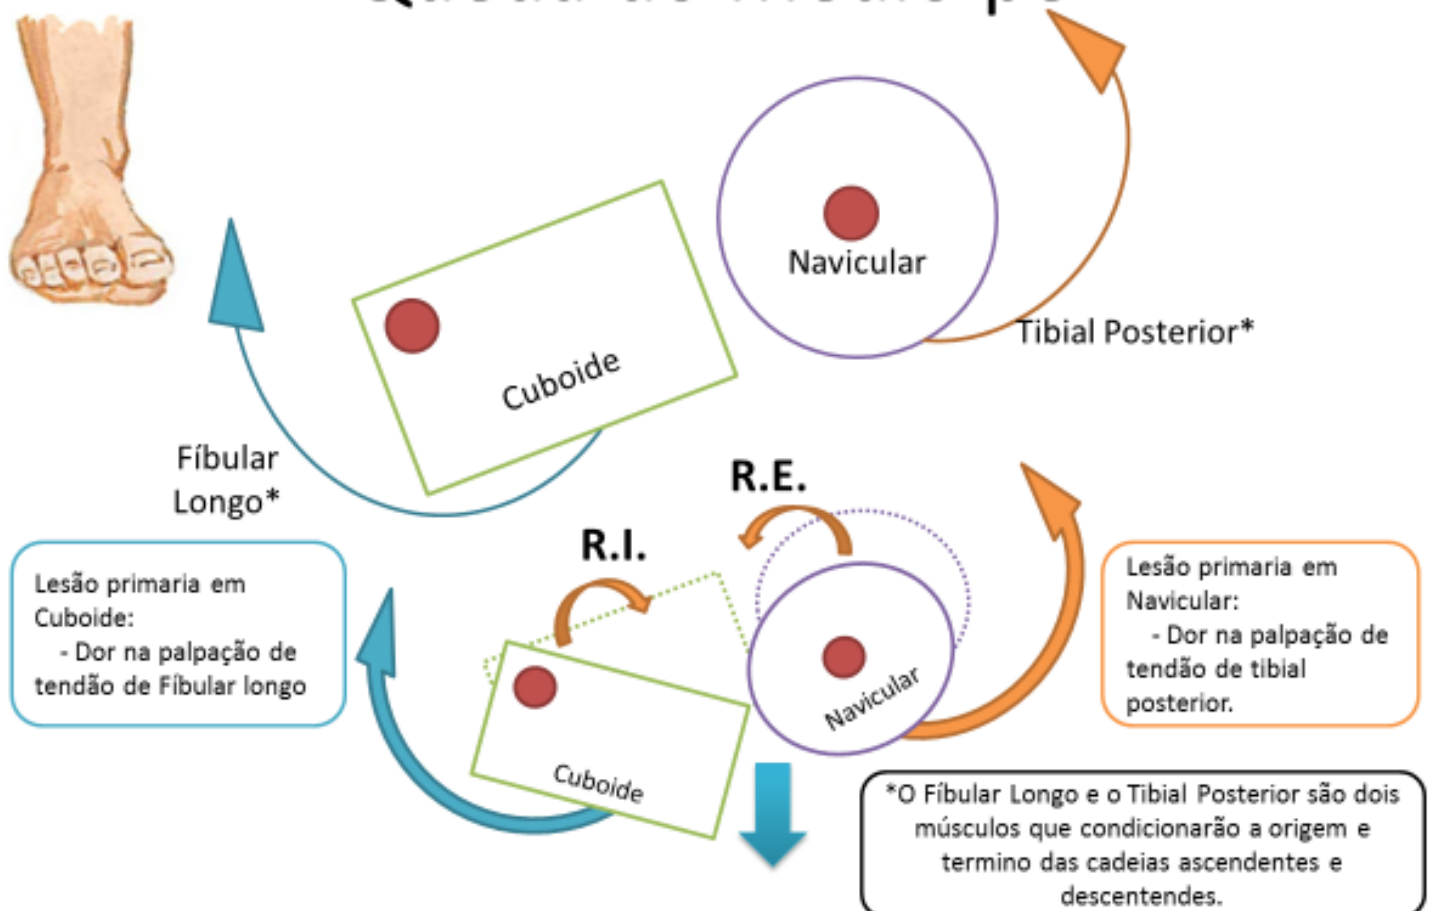 Navicular
Tibial Posterior*
Cuboide
Fíbular
Longo*
R.E.
R.I.
Lesão primaria em
Cuboide:
- Dor na palpação de
tendão de Fíbular longo
Lesão primaria em
Navicular:
- Dor na palpação de
tendão de tibial
posterior.
Navicular
Cuboide
*O Fíbular Longo e o Tibial Posterior são dois
músculos que condicionarão a origem e
termino das cadeias ascendentes e
descentendes.